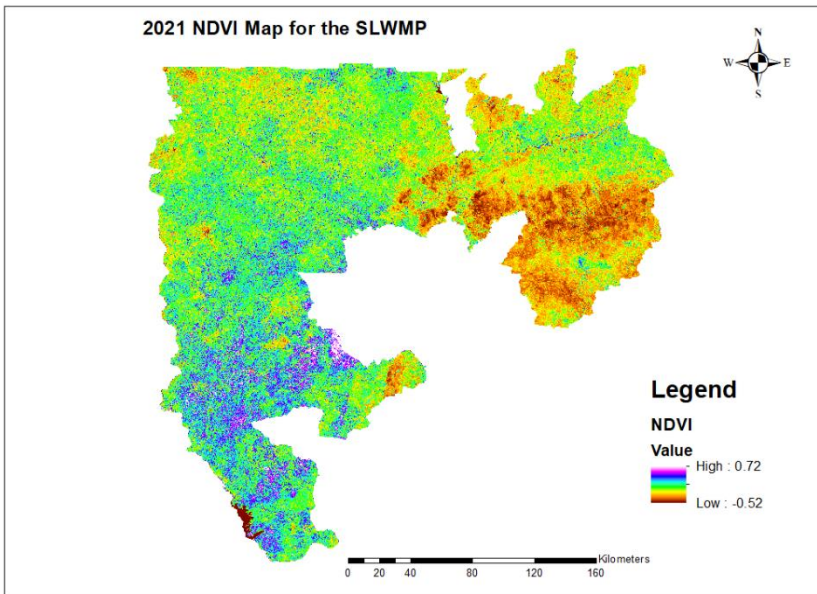 2021 NDVI Map for the SLWMP
N
W E
S
Legend
NDVI
Value
High : 0.72
Low : -0.52
Kilometers
0 20 40 80 120 160